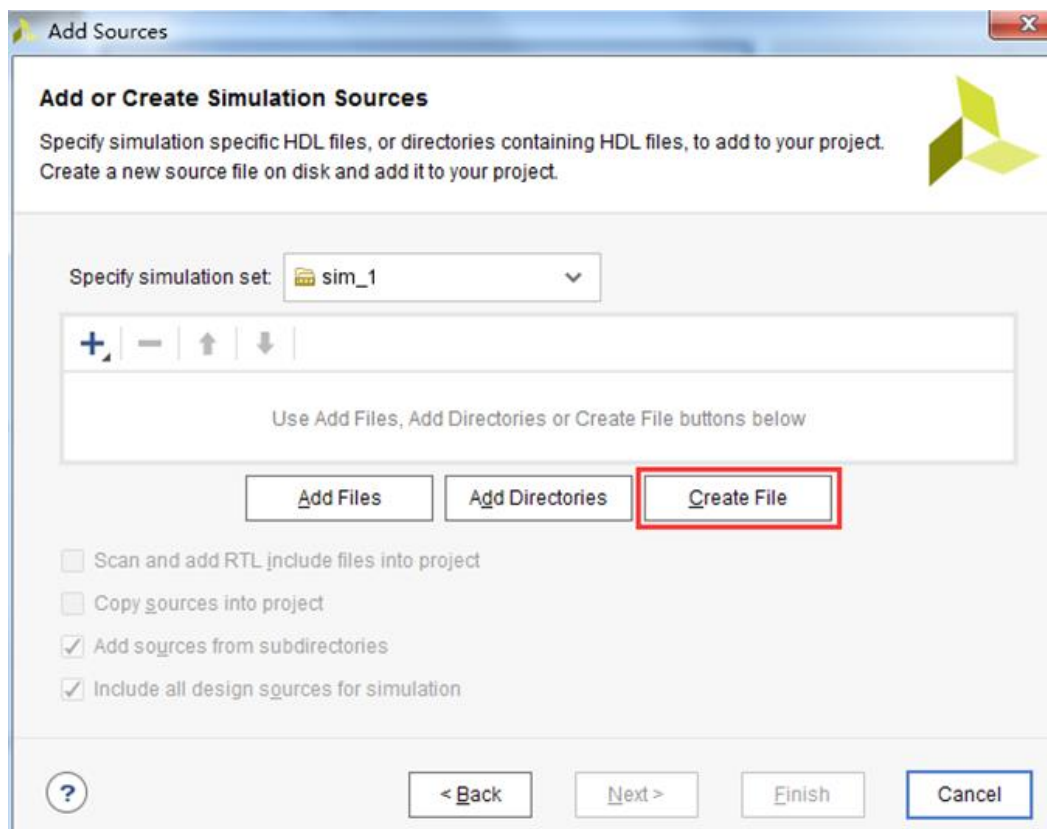 Add Sources
Add or Create Simulation Sources
Specify simulation specific HDL files, or directories containing HDL files, to add to your project.
Create a new source file on disk and add it to your project.
Specify simulation set: sim_1
Use Add Files, Add Directories or Create File buttons below
Add Files Add Directories Create File
Scan and add RTL include files into project
Copy sources into project
Add sources from subdirectories
Include all design sources for simulation
? < Back Next > Finish Cancel